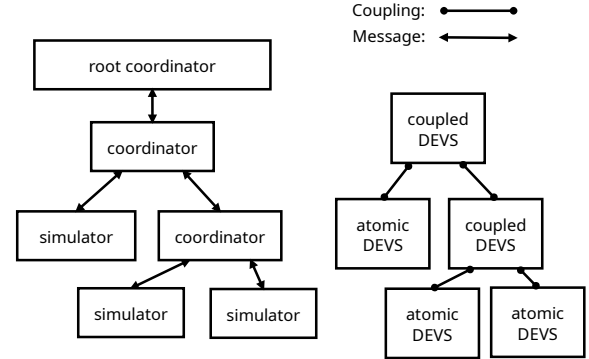 Coupling:
Message:
root coordinator
coordinator
simulator
coordinator
simulator
simulator
coupled
DEVS
atomic
DEVS
coupled
DEVS
atomic
DEVS
atomic
DEVS